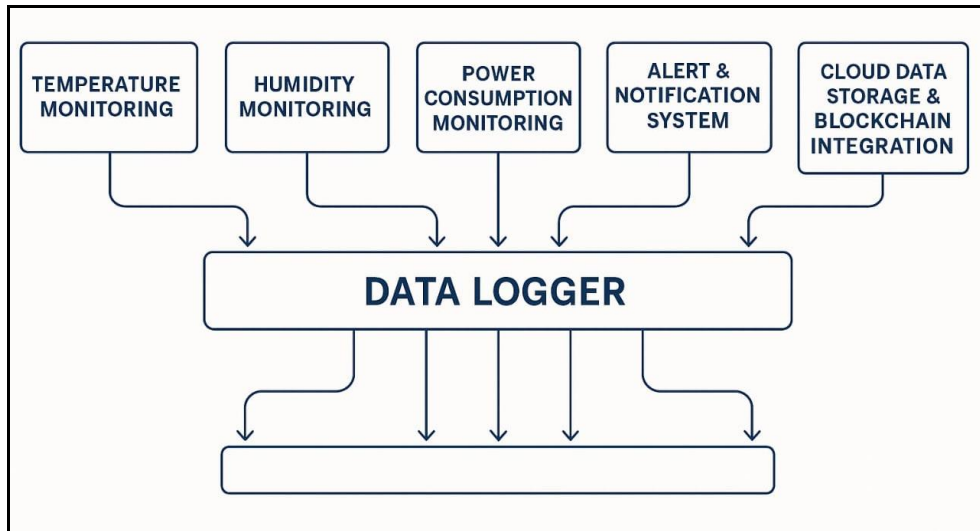 TEMPERATURE
MONITORING
HUMIDITY
MONITORING
POWER
CONSUMPTION
MONITORING
ALERT &
NOTIFICATION
SYSTEM
CLOUD DATA
STORAGE &
BLOCKCHAIN
INTEGRATION
DATA LOGGER